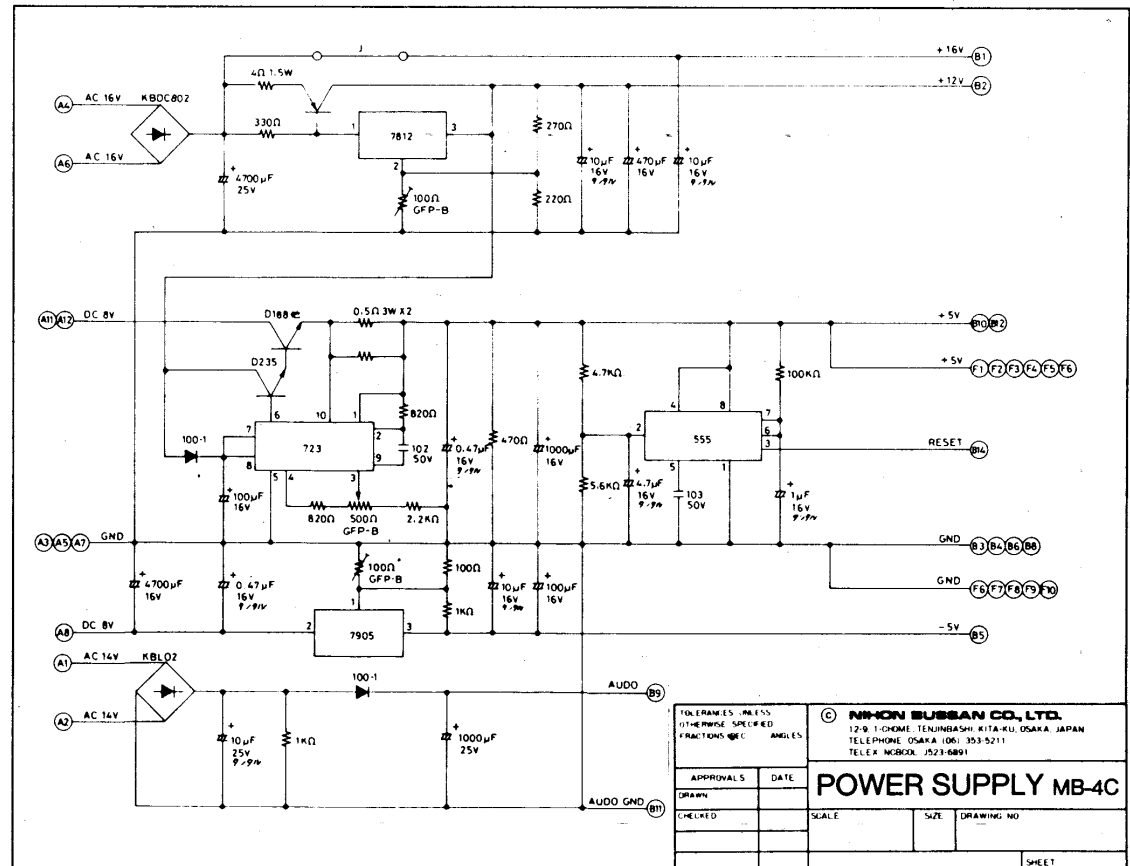 +16V B1
J
4Ω 1.5W
+12V B2
A4 AC 16V KBDC802
330Ω
1 7812 3
2
270Ω
A6 AC 16V
+ 4700µF 25V
100Ω GFP-B
220Ω
+ 10µF 16V
+ 470µF 16V
+ 10µF 16V
A11 A12 DC 8V
D188
0.5Ω 3W X2
+5V B10 B12
D235
4.7KΩ
100KΩ
+5V F1 F2 F3 F4 F5 F6
6 10 1
820Ω
4 8
7 723 2
100-1
8 9
102 50V
5 4 3
+ 0.47µF 16V
470Ω
+ 1000µF 16V
2 555 7
6
3
RESET B14
5 1
+ 100µF 16V
820Ω 500Ω GFP-B 2.2KΩ
5.6KΩ
+ 4.7µF 16V
103 50V
+ 1µF 16V
A3 A5 A7 GND
GND B3 B4 B6 B8
+ 4700µF 16V
+ 0.47µF 16V
100Ω GFP-B
100Ω
1KΩ
+ 10µF 16V
+ 100µF 16V
GND F6 F7 F8 F9 F10
1
A8 DC 8V
2 7905 3
-5V B5
A1 AC 14V KBL02
100-1
AUDO B9
A2 AC 14V
+ 10µF 25V
1KΩ
+ 1000µF 25V
AUDO GND B11
TOLERANCES UNLESS
OTHERWISE SPECIFIED
FRACTIONS DEC ANGLES
© NIHON BUSSAN CO., LTD.
12-9, 1-CHOME, TENJINBASHI, KITA-KU, OSAKA, JAPAN
TELEPHONE OSAKA (06) 353-5211
TELEX NCBCOL J523-6891
APPROVALS DATE
POWER SUPPLY MB-4C
DRAWN
CHECKED
SCALE SIZE DRAWING NO
SHEET